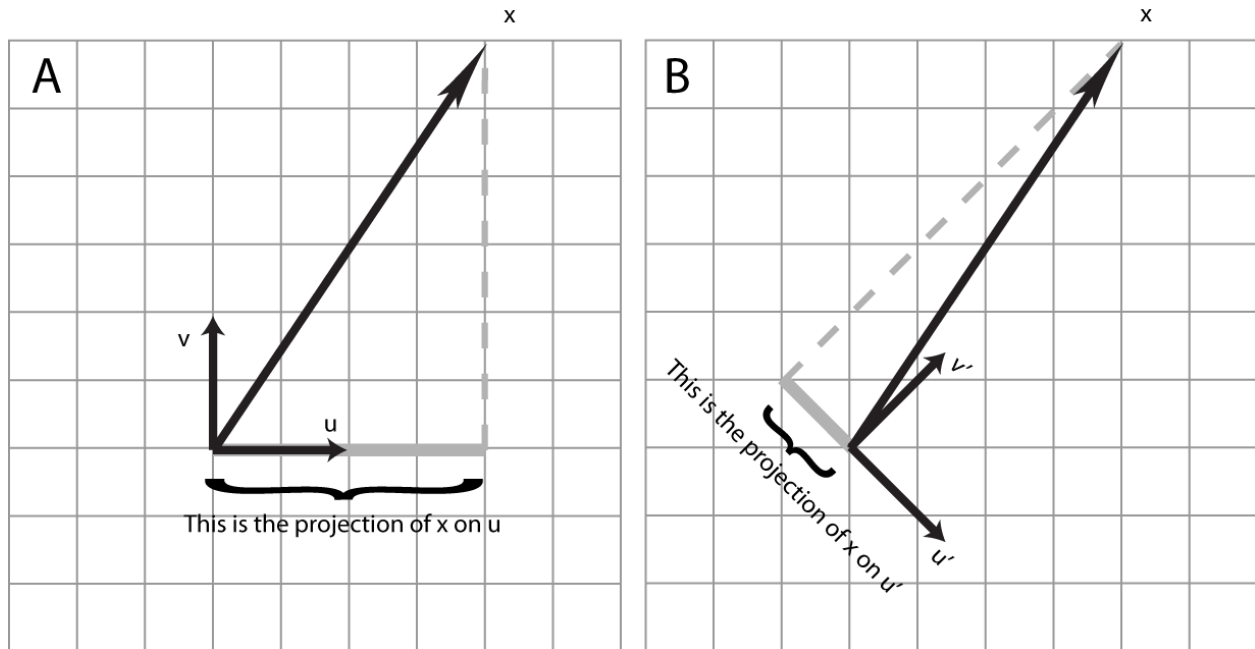 x
A
v
u
This is the projection of x on u
x
B
v′
This is the projection of x on u′
u′